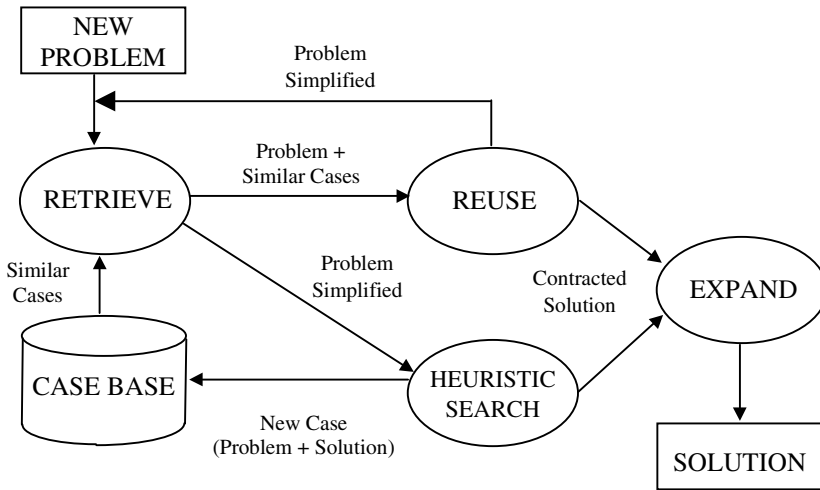 NEW
PROBLEM
Problem
Simplified
RETRIEVE
Problem +
Similar Cases
REUSE
Similar
Cases
Problem
Simplified
Contracted
Solution
EXPAND
CASE BASE
HEURISTIC
SEARCH
New Case
(Problem + Solution)
SOLUTION